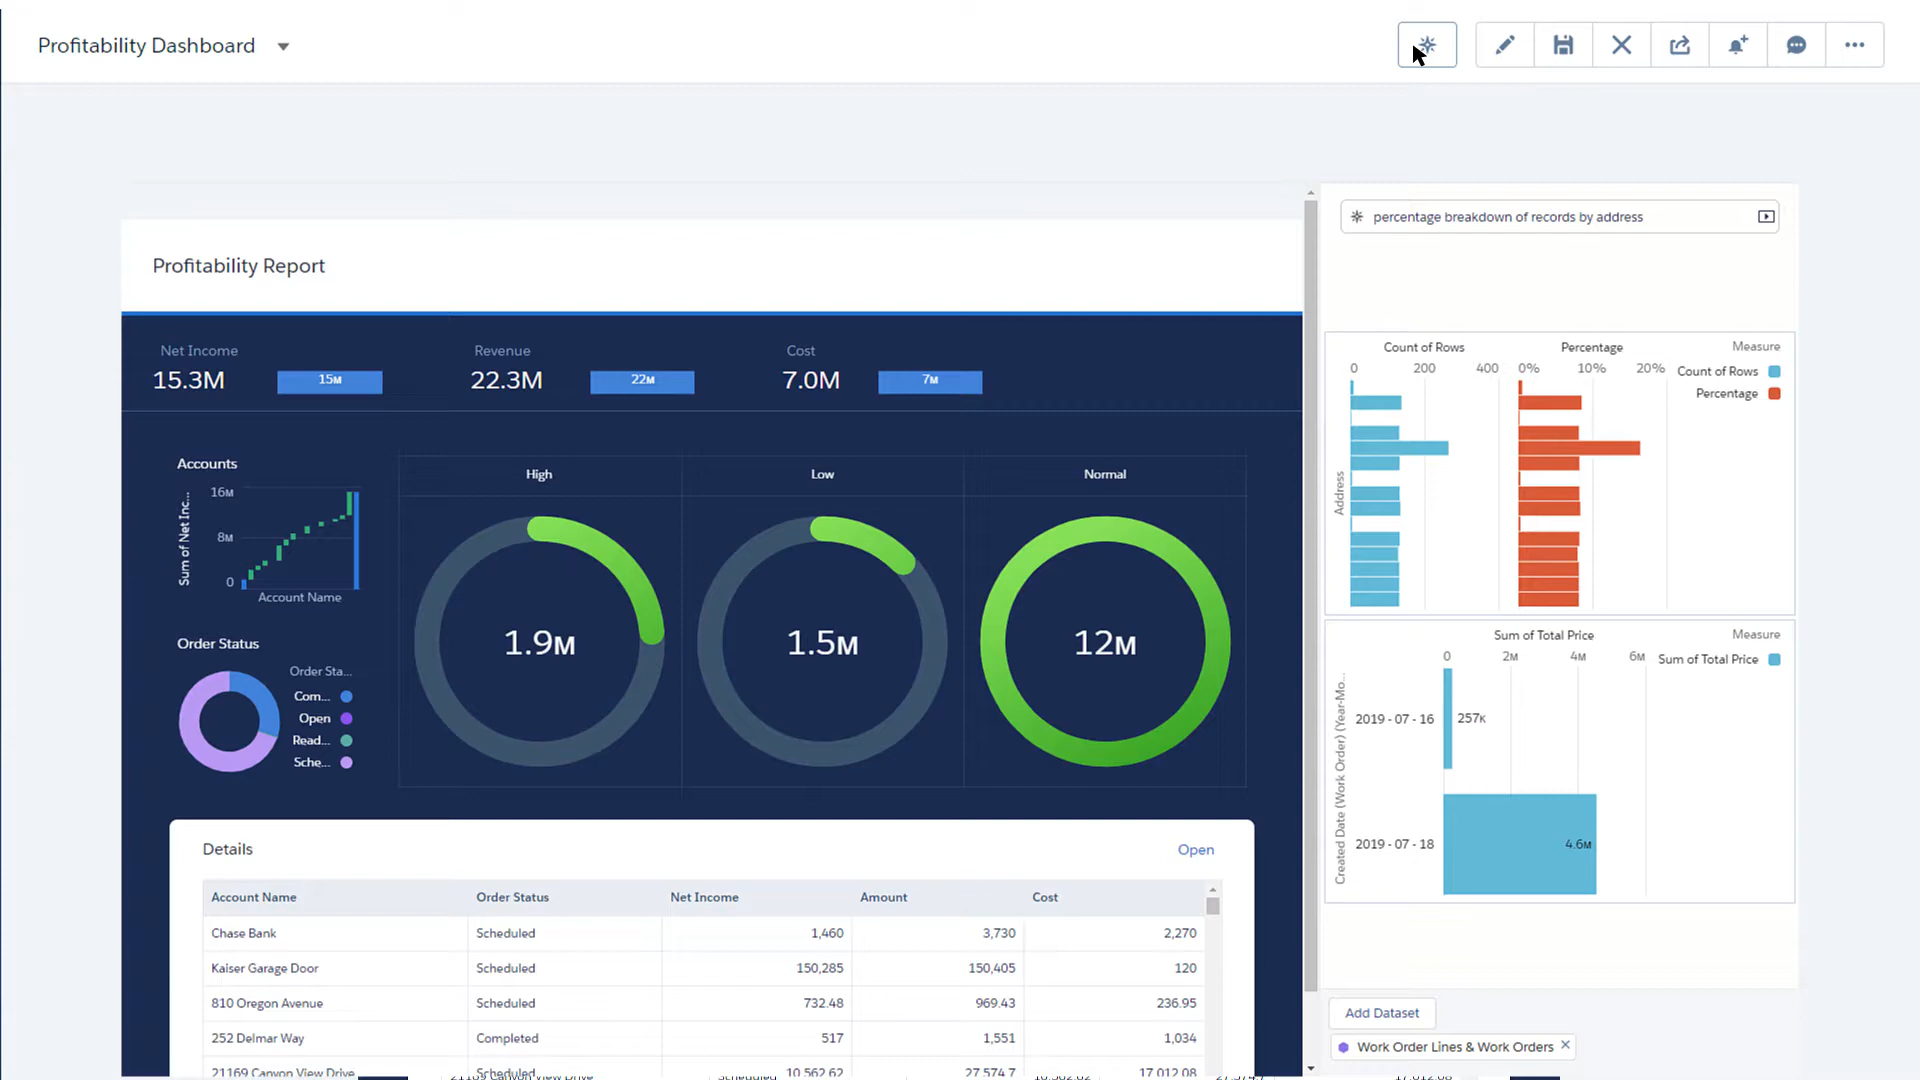 Profitability Dashboard
percentage breakdown of records by address
Profitability Report
Net Income
15.3M
15M
Revenue
22.3M
22M
Cost
7.0M
7M
Accounts
Sum of Net Inc...
16M
8M
0
Account Name
Order Status
Order Sta...
Com...
Open
Read...
Sche...
High
Low
Normal
1.9M
1.5M
12M
Details
Open
Account Name Order Status Net Income Amount Cost
Chase Bank Scheduled 1,460 3,730 2,270
Kaiser Garage Door Scheduled 150,285 150,405 120
810 Oregon Avenue Scheduled 732.48 969.43 236.95
252 Delmar Way Completed 517 1,551 1,034
21169 Canyon View Drive Scheduled 10,562.62 27,574.7 17,012.08
Count of Rows Percentage Measure
0 200 400 0% 10% 20%
Count of Rows
Percentage
Address
Sum of Total Price Measure
0 2M 4M 6M
Sum of Total Price
Created Date (Work Order) (Year-Mo...
2019 - 07 - 16 257K
2019 - 07 - 18 4.6M
Add Dataset
Work Order Lines & Work Orders